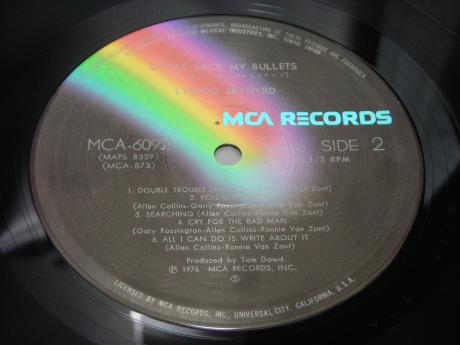 PERFORMANCE, BROADCASTING OF THESE RECORDS ARE FORBIDDEN
MUSICAL INDUSTRIES, INC. TOKYO JAPAN
BACK MY BULLETS
LYNYRD SKYNYRD
MCA RECORDS
MCA-6092
SIDE 2
(MAPS 8329)
1/3 RPM
(MCA-873)
1. DOUBLE TROUBLE Van Zant)
2. ROLL
(Allen Collins-Garry Rossington-Ronnie Van Zant)
3. SEARCHING (Allen Collins-Ronnie Van Zant)
4. CRY FOR THE BAD MAN
(Gary Rossington-Allen Collins-Ronnie Van Zant)
5. ALL I CAN DO IS WRITE ABOUT IT
(Allen Collins-Ronnie Van Zant)
Produced by Tom Dowd
Ⓟ 1976 MCA RECORDS, INC.
LICENSED BY MCA RECORDS, INC., UNIVERSAL CITY, CALIFORNIA, U.S.A.